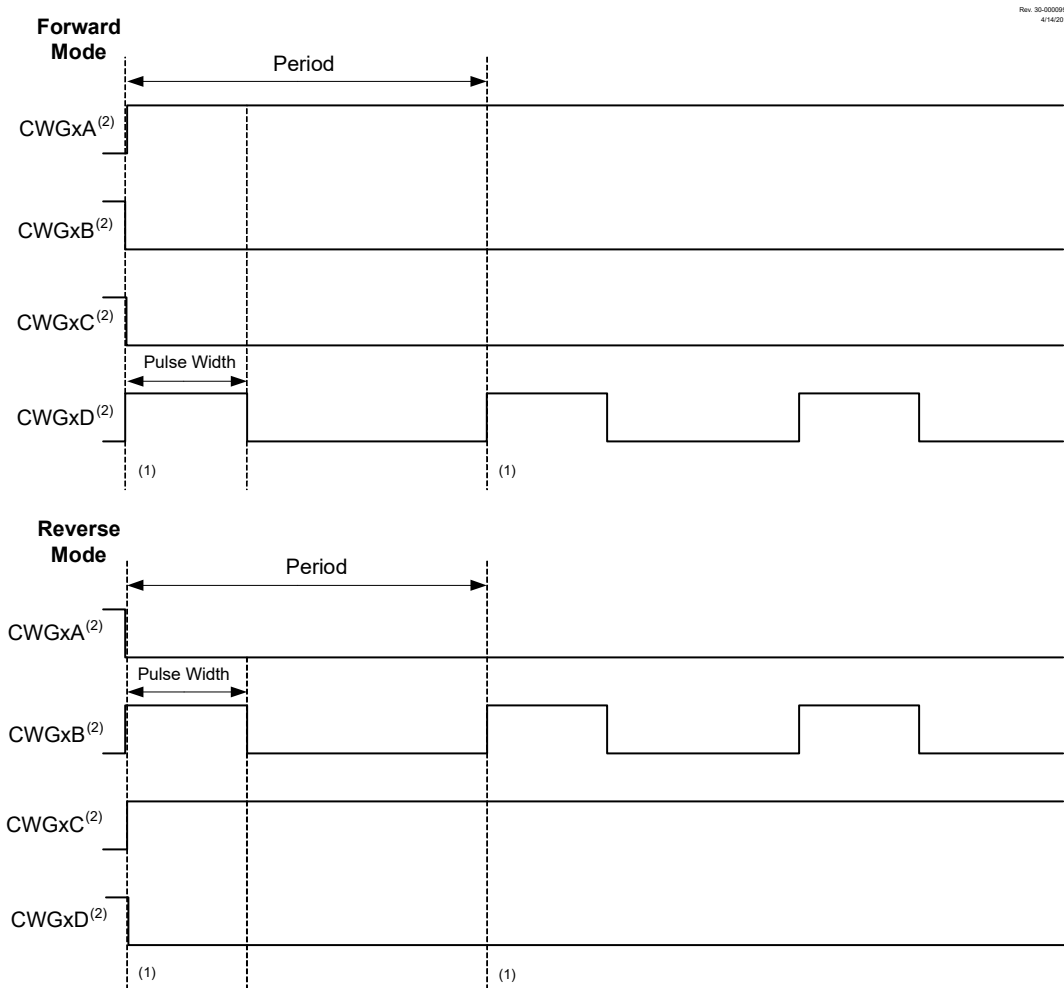 Rev. 30-000099
4/14/20
Forward
Mode
Period
CWGxA(2)
CWGxB(2)
CWGxC(2)
Pulse Width
CWGxD(2)
(1)
(1)
Reverse
Mode
Period
CWGxA(2)
Pulse Width
CWGxB(2)
CWGxC(2)
CWGxD(2)
(1)
(1)